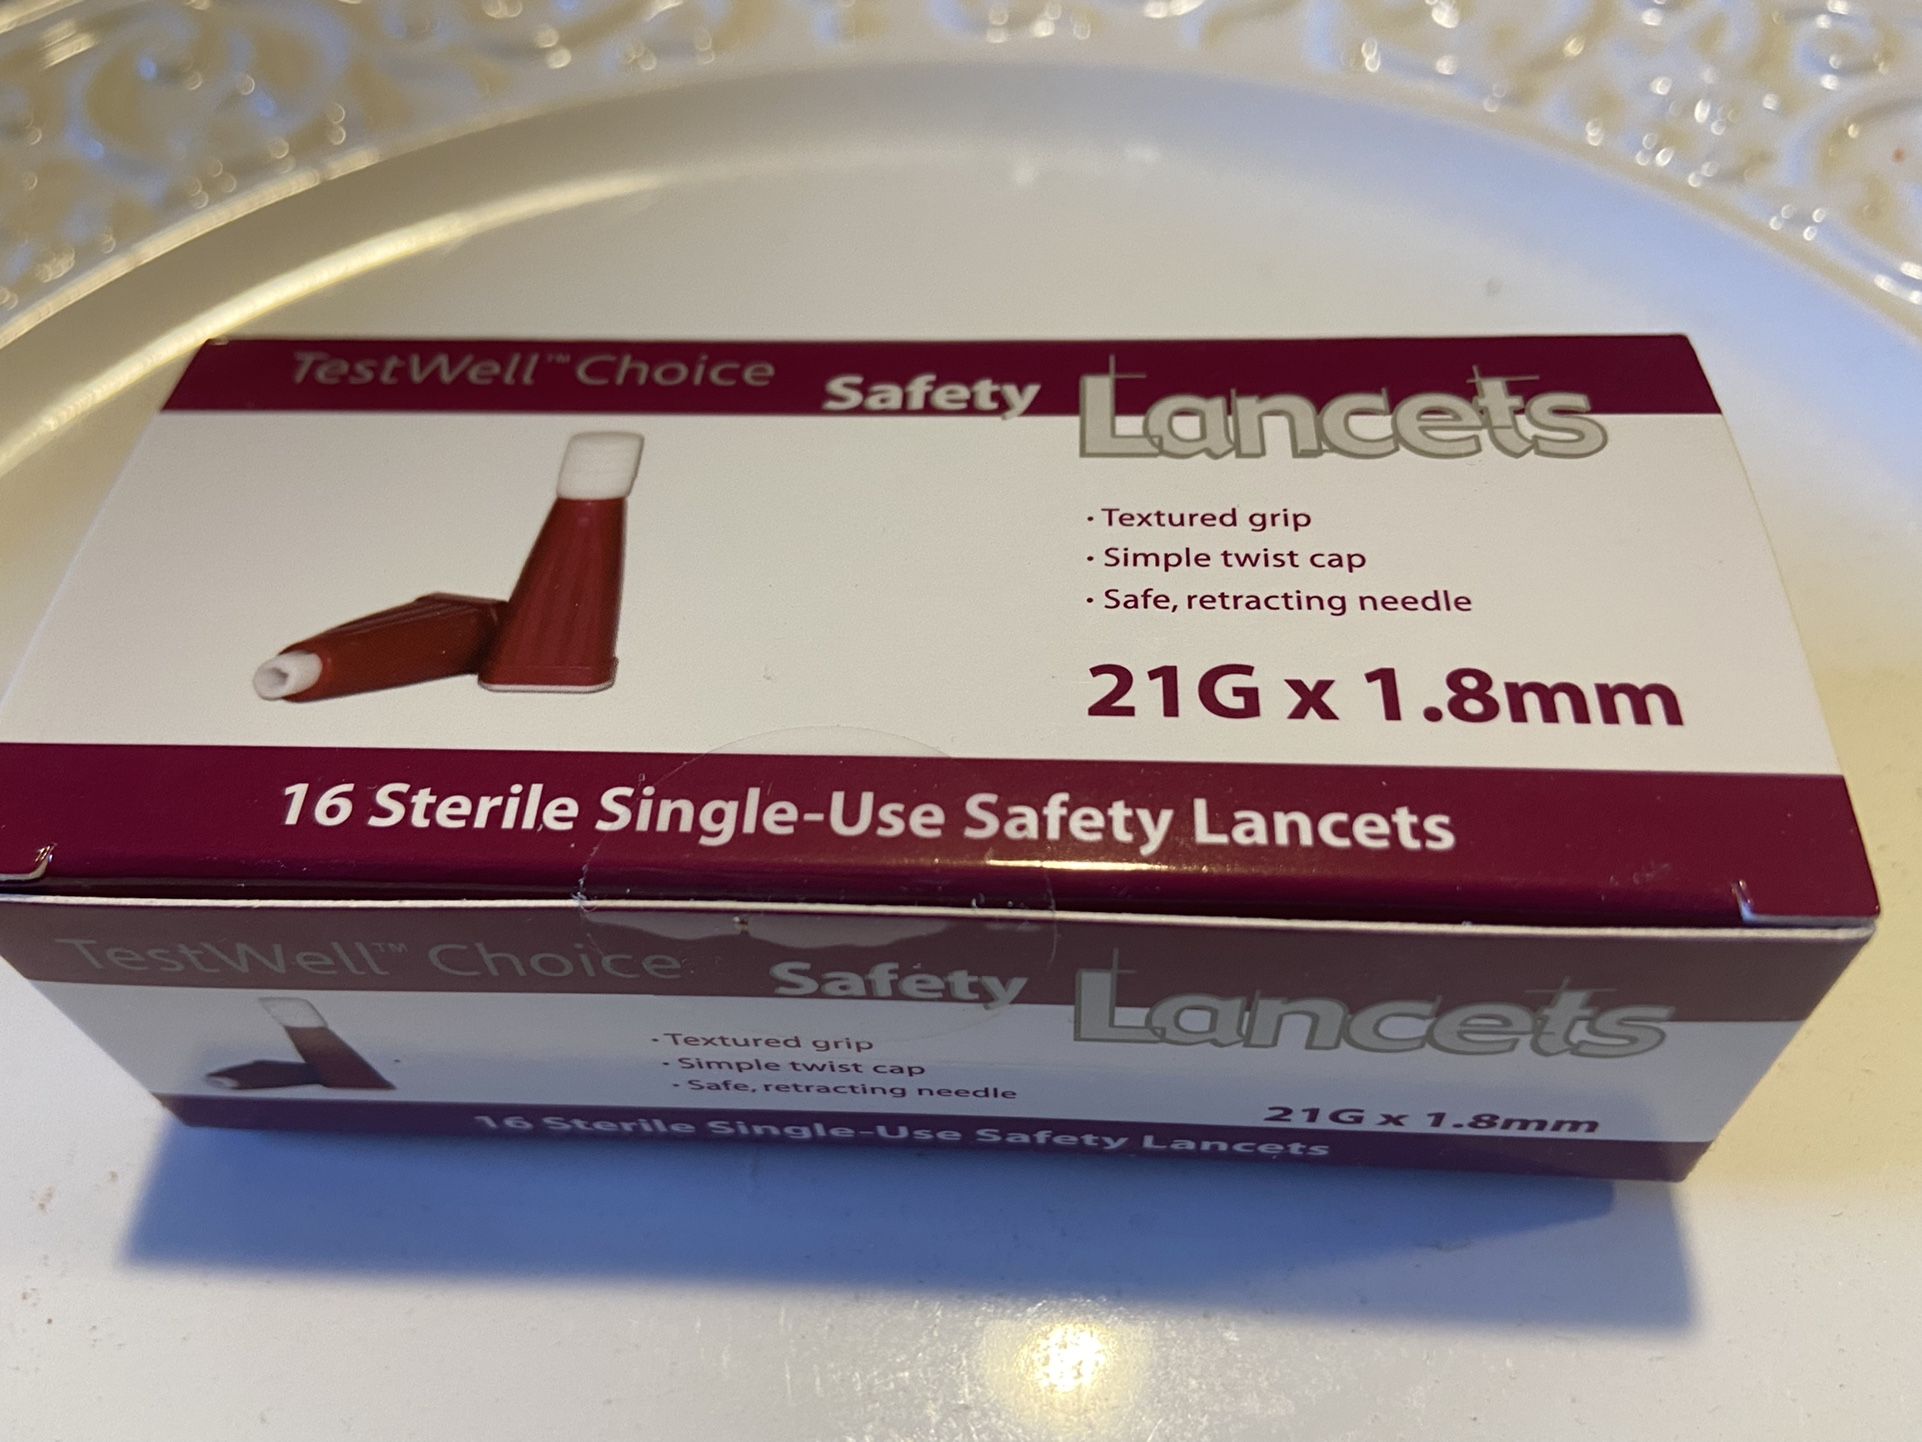 TestWell™ Choice Safety Lancets
· Textured grip
· Simple twist cap
· Safe, retracting needle
21G x 1.8mm
16 Sterile Single-Use Safety Lancets
TestWell™ Choice Safety Lancets
· Textured grip
· Simple twist cap
· Safe, retracting needle
21G x 1.8mm
16 Sterile Single-Use Safety Lancets